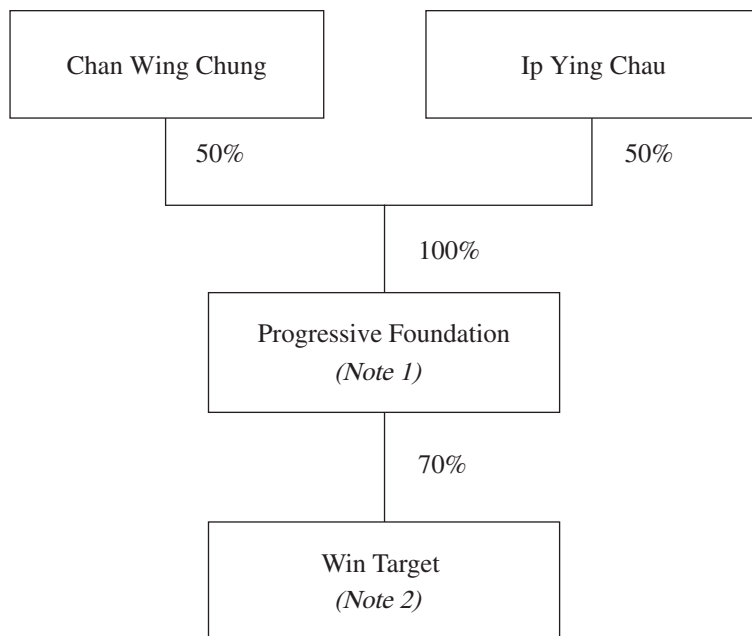 Chan Wing Chung
Ip Ying Chau
50%
50%
100%
Progressive Foundation
(Note 1)
70%
Win Target
(Note 2)